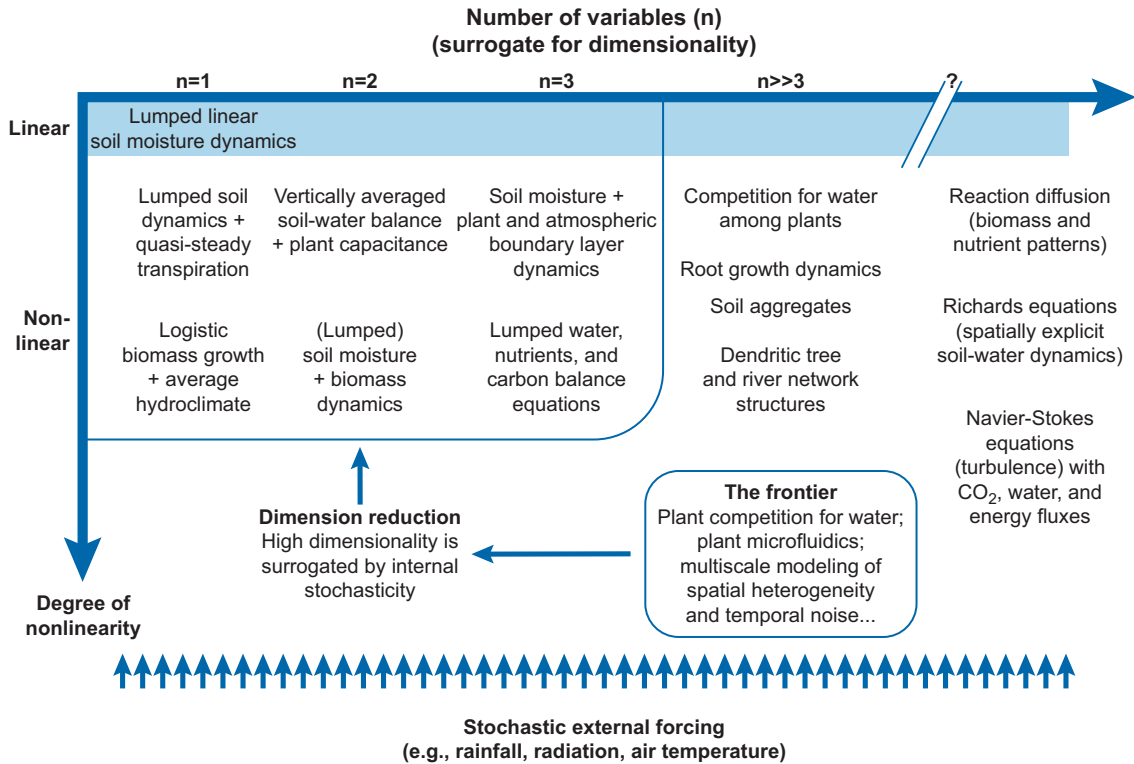 Number of variables (n)
(surrogate for dimensionality)
n=1
n=2
n=3
n>>3
?
Linear
Lumped linear
soil moisture dynamics
Non-
linear
Lumped soil
dynamics +
quasi-steady
transpiration
Vertically averaged
soil-water balance
+ plant capacitance
Soil moisture +
plant and atmospheric
boundary layer
dynamics
Competition for water
among plants
Root growth dynamics
Soil aggregates
Dendritic tree
and river network
structures
Reaction diffusion
(biomass and
nutrient patterns)
Richards equations
(spatially explicit
soil-water dynamics)
Navier-Stokes
equations
(turbulence) with
CO₂, water, and
energy fluxes
Logistic
biomass growth
+ average
hydroclimate
(Lumped)
soil moisture
+ biomass
dynamics
Lumped water,
nutrients, and
carbon balance
equations
Dimension reduction
High dimensionality is
surrogated by internal
stochasticity
The frontier
Plant competition for water;
plant microfluidics;
multiscale modeling of
spatial heterogeneity
and temporal noise...
Degree of
nonlinearity
Stochastic external forcing
(e.g., rainfall, radiation, air temperature)